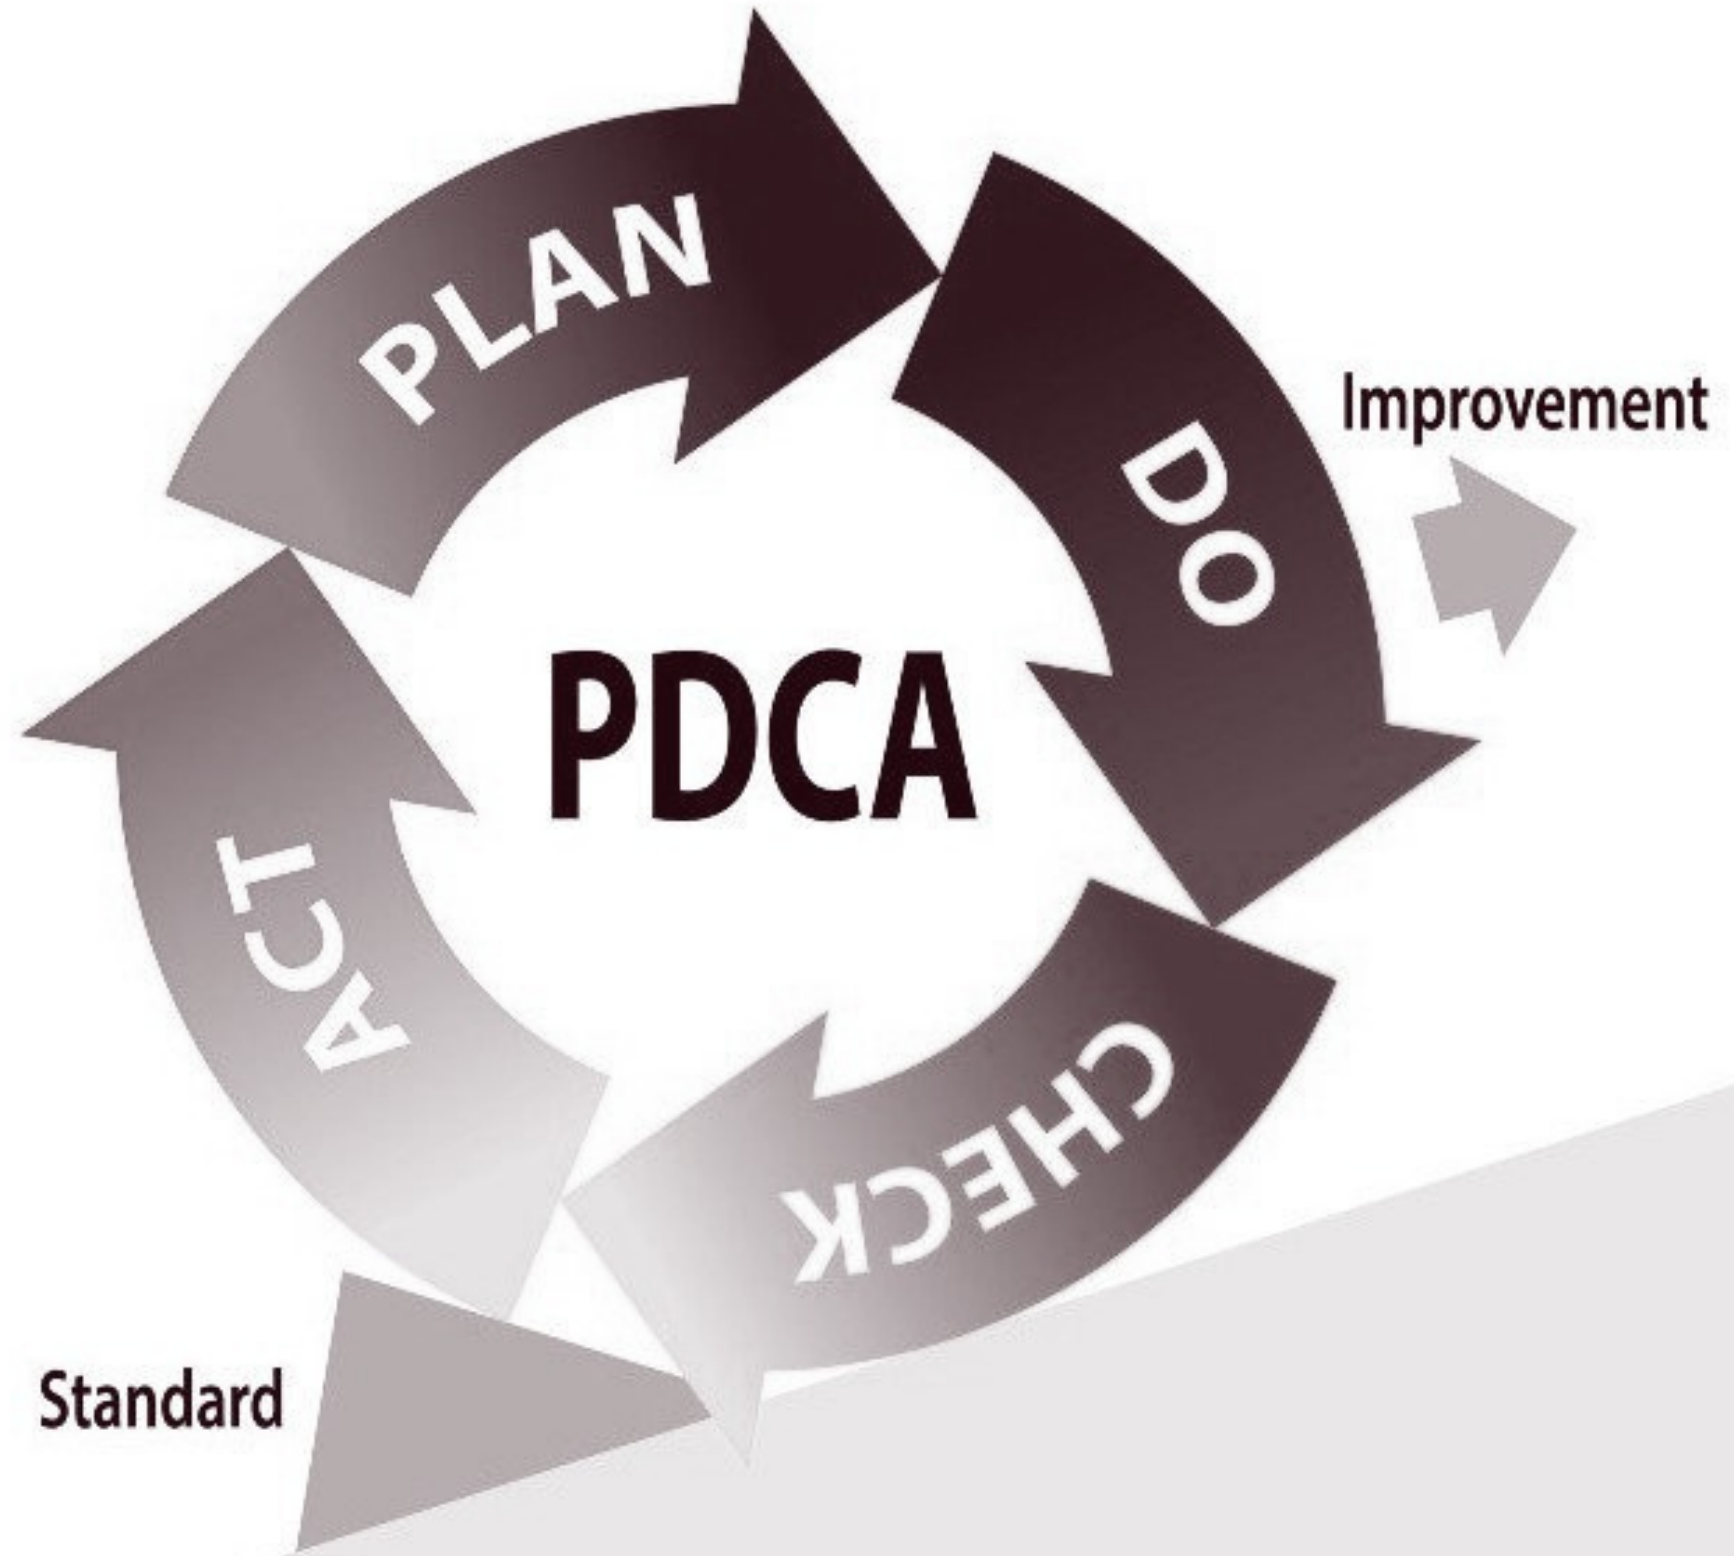 PLAN
DO
Improvement
PDCA
ACT
CHECK
Standard